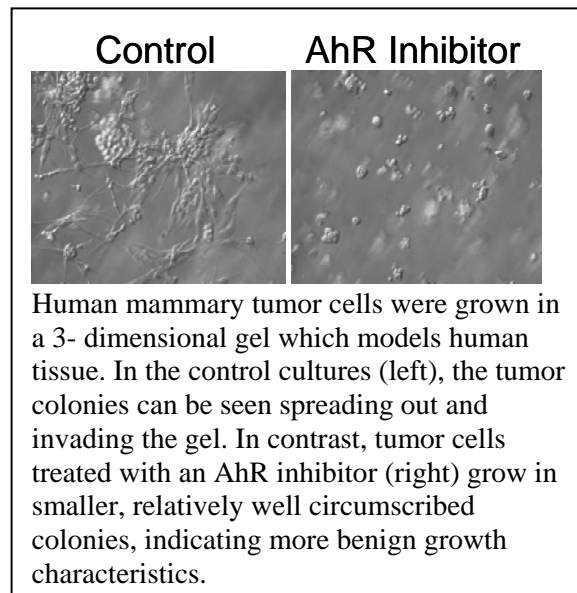 Control AhR Inhibitor
Human mammary tumor cells were grown in
a 3- dimensional gel which models human
tissue. In the control cultures (left), the tumor
colonies can be seen spreading out and
invading the gel. In contrast, tumor cells
treated with an AhR inhibitor (right) grow in
smaller, relatively well circumscribed
colonies, indicating more benign growth
characteristics.